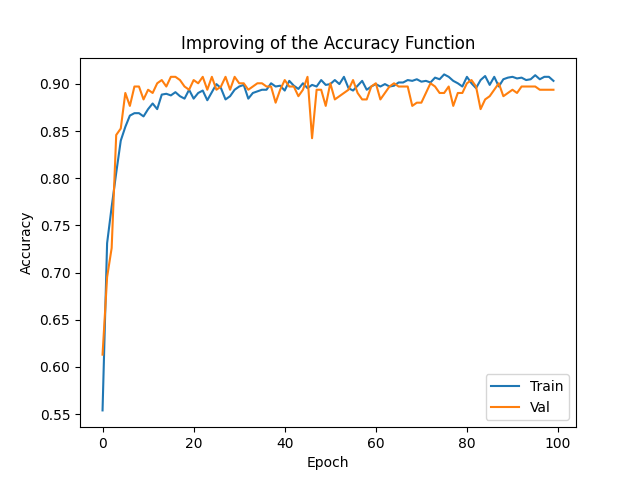 Improving of the Accuracy Function
Accuracy
0.90
0.85
0.80
0.75
0.70
0.65
0.60
0.55
0 20 40 60 80 100
Epoch
Train
Val